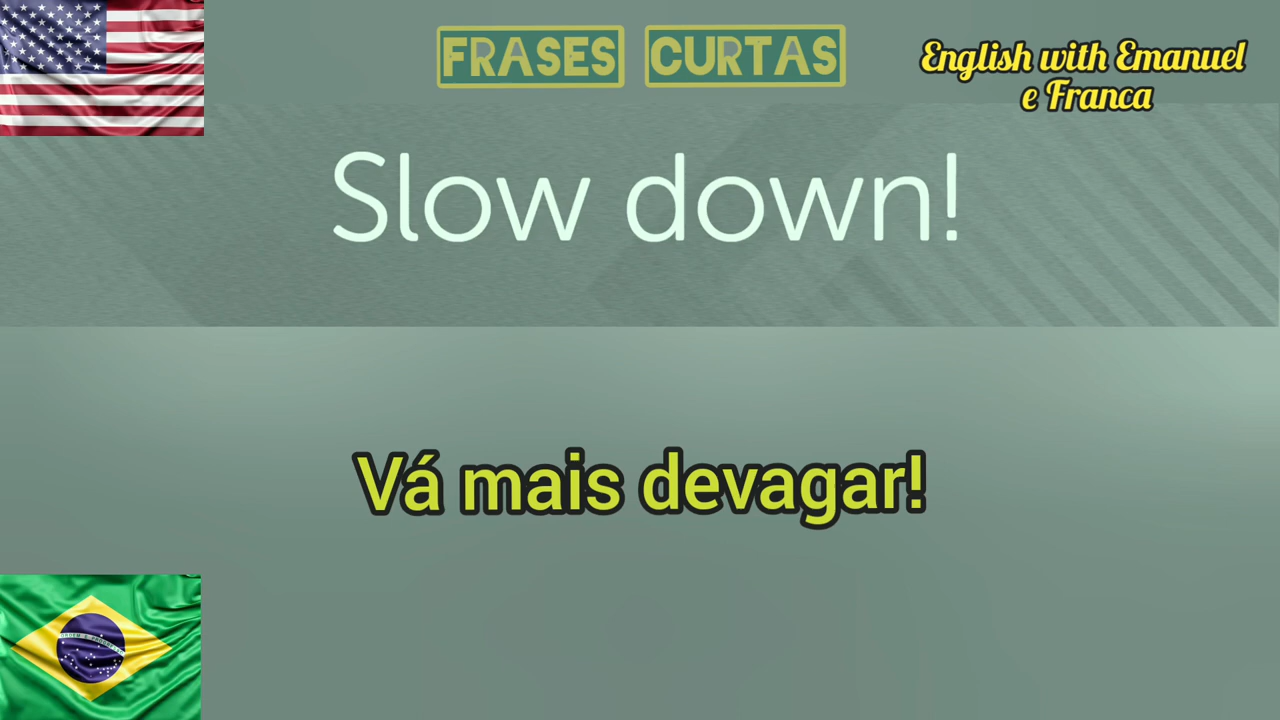 FRASES CURTAS
English with Emanuel
e Franca
Slow down!
Vá mais devagar!